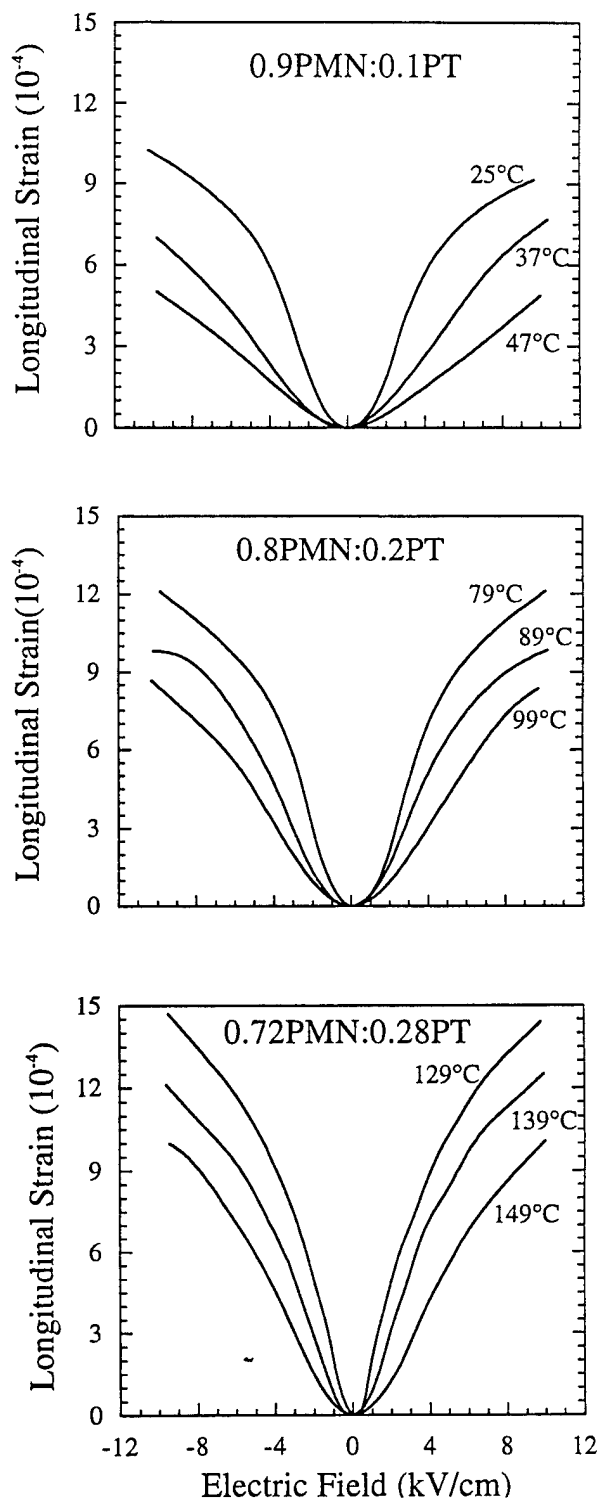 15
0.9PMN:0.1PT
12
9
25°C
37°C
6
47°C
3
0
Longitudinal Strain (10⁻⁴)
15
0.8PMN:0.2PT
12
79°C
89°C
9
99°C
6
3
0
Longitudinal Strain(10⁻⁴)
15
0.72PMN:0.28PT
129°C
12
139°C
9
149°C
6
3
0
Longitudinal Strain (10⁻⁴)
-12 -8 -4 0 4 8 12
Electric Field (kV/cm)